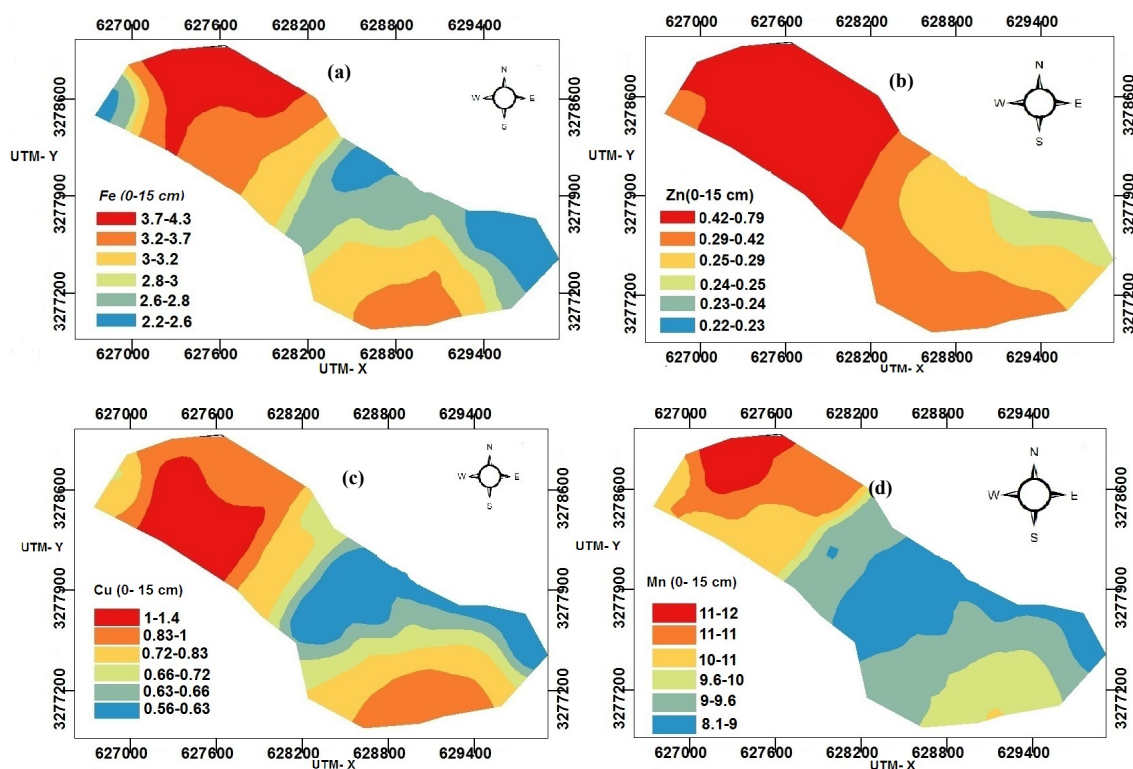 627000 627600 628200 628800 629400
(a)
N
W E
S
3278600
3277900
3277200
UTM- Y
Fe (0-15 cm)
3.7-4.3
3.2-3.7
3-3.2
2.8-3
2.6-2.8
2.2-2.6
627000 627600 628200 628800 629400
UTM- X
627000 627600 628200 628800 629400
(b)
N
W E
S
3278600
3277900
3277200
UTM- Y
Zn(0-15 cm)
0.42-0.79
0.29-0.42
0.25-0.29
0.24-0.25
0.23-0.24
0.22-0.23
627000 627600 628200 628800 629400
UTM- X
627000 627600 628200 628800 629400
(c)
N
W E
S
3278600
3277900
3277200
UTM- Y
Cu (0-15 cm)
1-1.4
0.83-1
0.72-0.83
0.66-0.72
0.63-0.66
0.56-0.63
627000 627600 628200 628800 629400
UTM- X
627000 627600 628200 628800 629400
(d)
N
W E
S
3278600
3277900
3277200
UTM- Y
Mn (0- 15 cm)
11-12
11-11
10-11
9.6-10
9-9.6
8.1-9
627000 627600 628200 628800 629400
UTM- X